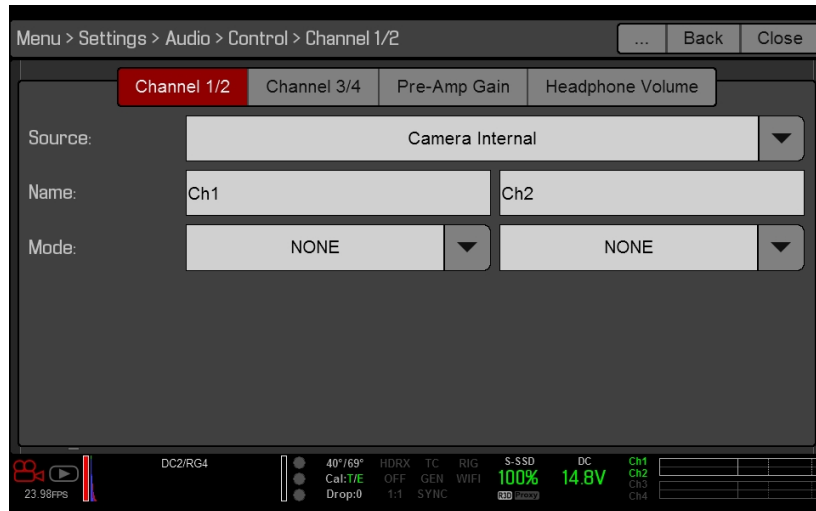 Menu > Settings > Audio > Control > Channel 1/2 ... Back Close
Channel 1/2 Channel 3/4 Pre-Amp Gain Headphone Volume
Source: Camera Internal
Name: Ch1 Ch2
Mode: NONE NONE
DC2/RG4 40°/69° HDRX TC RIG S-SSD DC Ch1
Cal:T/E OFF GEN WIFI 100% 14.8V Ch2
23.98FPS Drop:0 1:1 SYNC R3D Proxy Ch3
Ch4